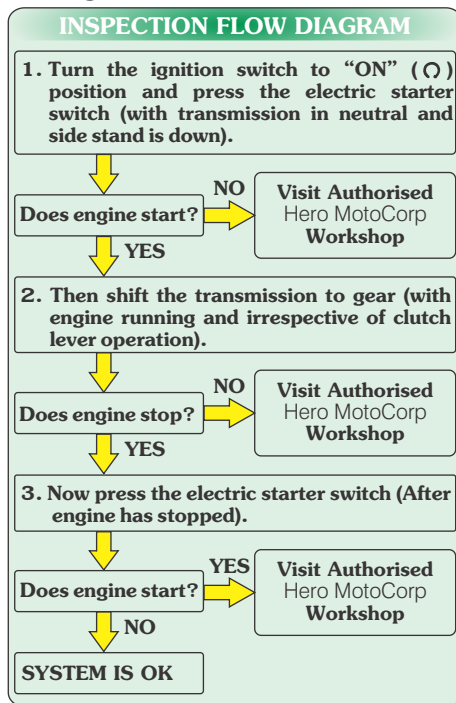 INSPECTION FLOW DIAGRAM
1. Turn the ignition switch to “ON” ( )
position and press the electric starter
switch (with transmission in neutral and
side stand is down).
NO
Does engine start?
Visit Authorised
Hero MotoCorp
Workshop
YES
2. Then shift the transmission to gear (with
engine running and irrespective of clutch
lever operation).
NO
Does engine stop?
Visit Authorised
Hero MotoCorp
Workshop
YES
3. Now press the electric starter switch (After
engine has stopped).
YES
Does engine start?
Visit Authorised
Hero MotoCorp
Workshop
NO
SYSTEM IS OK